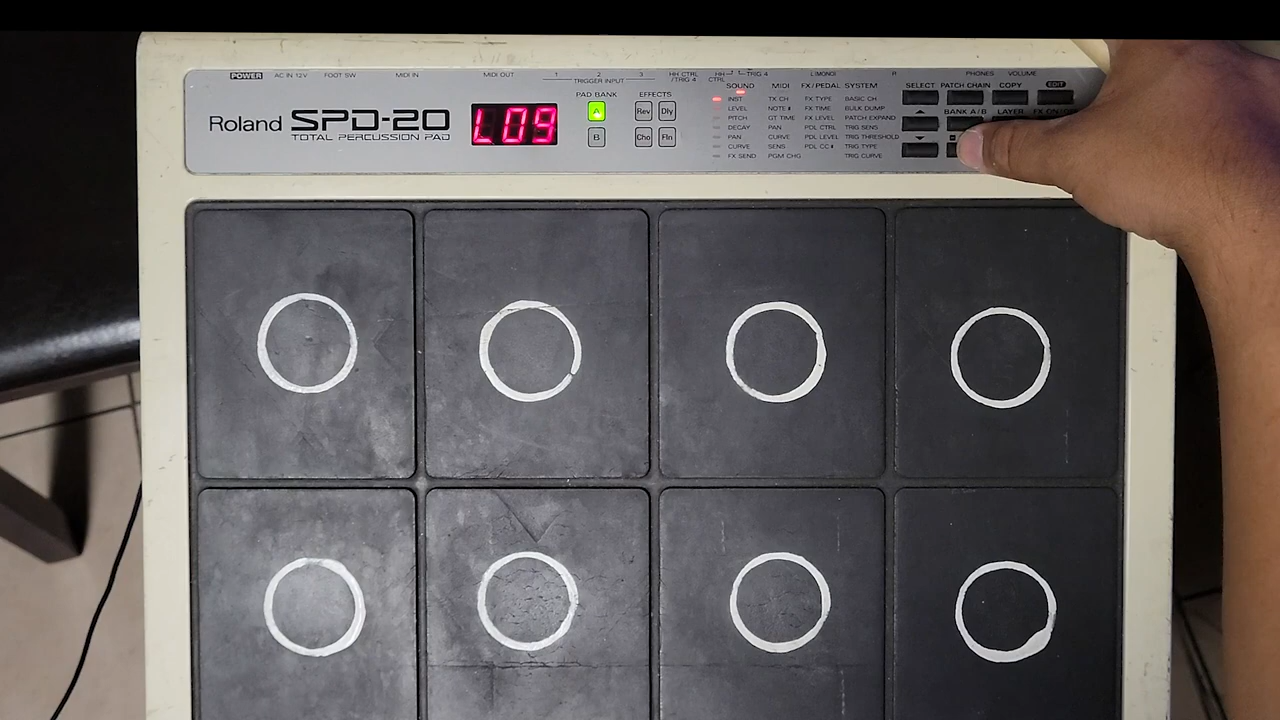 POWER AC IN 12V FOOT SW MIDI IN MIDI OUT 1 2 3 HH CTRL /TRIG 4 PHONES VOLUME
TRIGGER INPUT
Roland SPD-20
TOTAL PERCUSSION PAD
L09
PAD BANK
A
B
EFFECTS
Rev Dly
Cho Fln
SOUND MIDI FX/PEDAL SYSTEM
INST TX CH FX TYPE BASIC CH
LEVEL NOTE# FX TIME BULK DUMP
PITCH GT TIME FX LEVEL PATCH EXPAND
DECAY PAN PDL CTRL TRIG SENS
PAN CURVE PDL LEVEL TRIG THRESHOLD
CURVE SENS PDL CC# TRIG TYPE
FX SEND PGM CHG TRIG CURVE
SELECT PATCH CHAIN COPY EDIT
BANK A/B LAYER